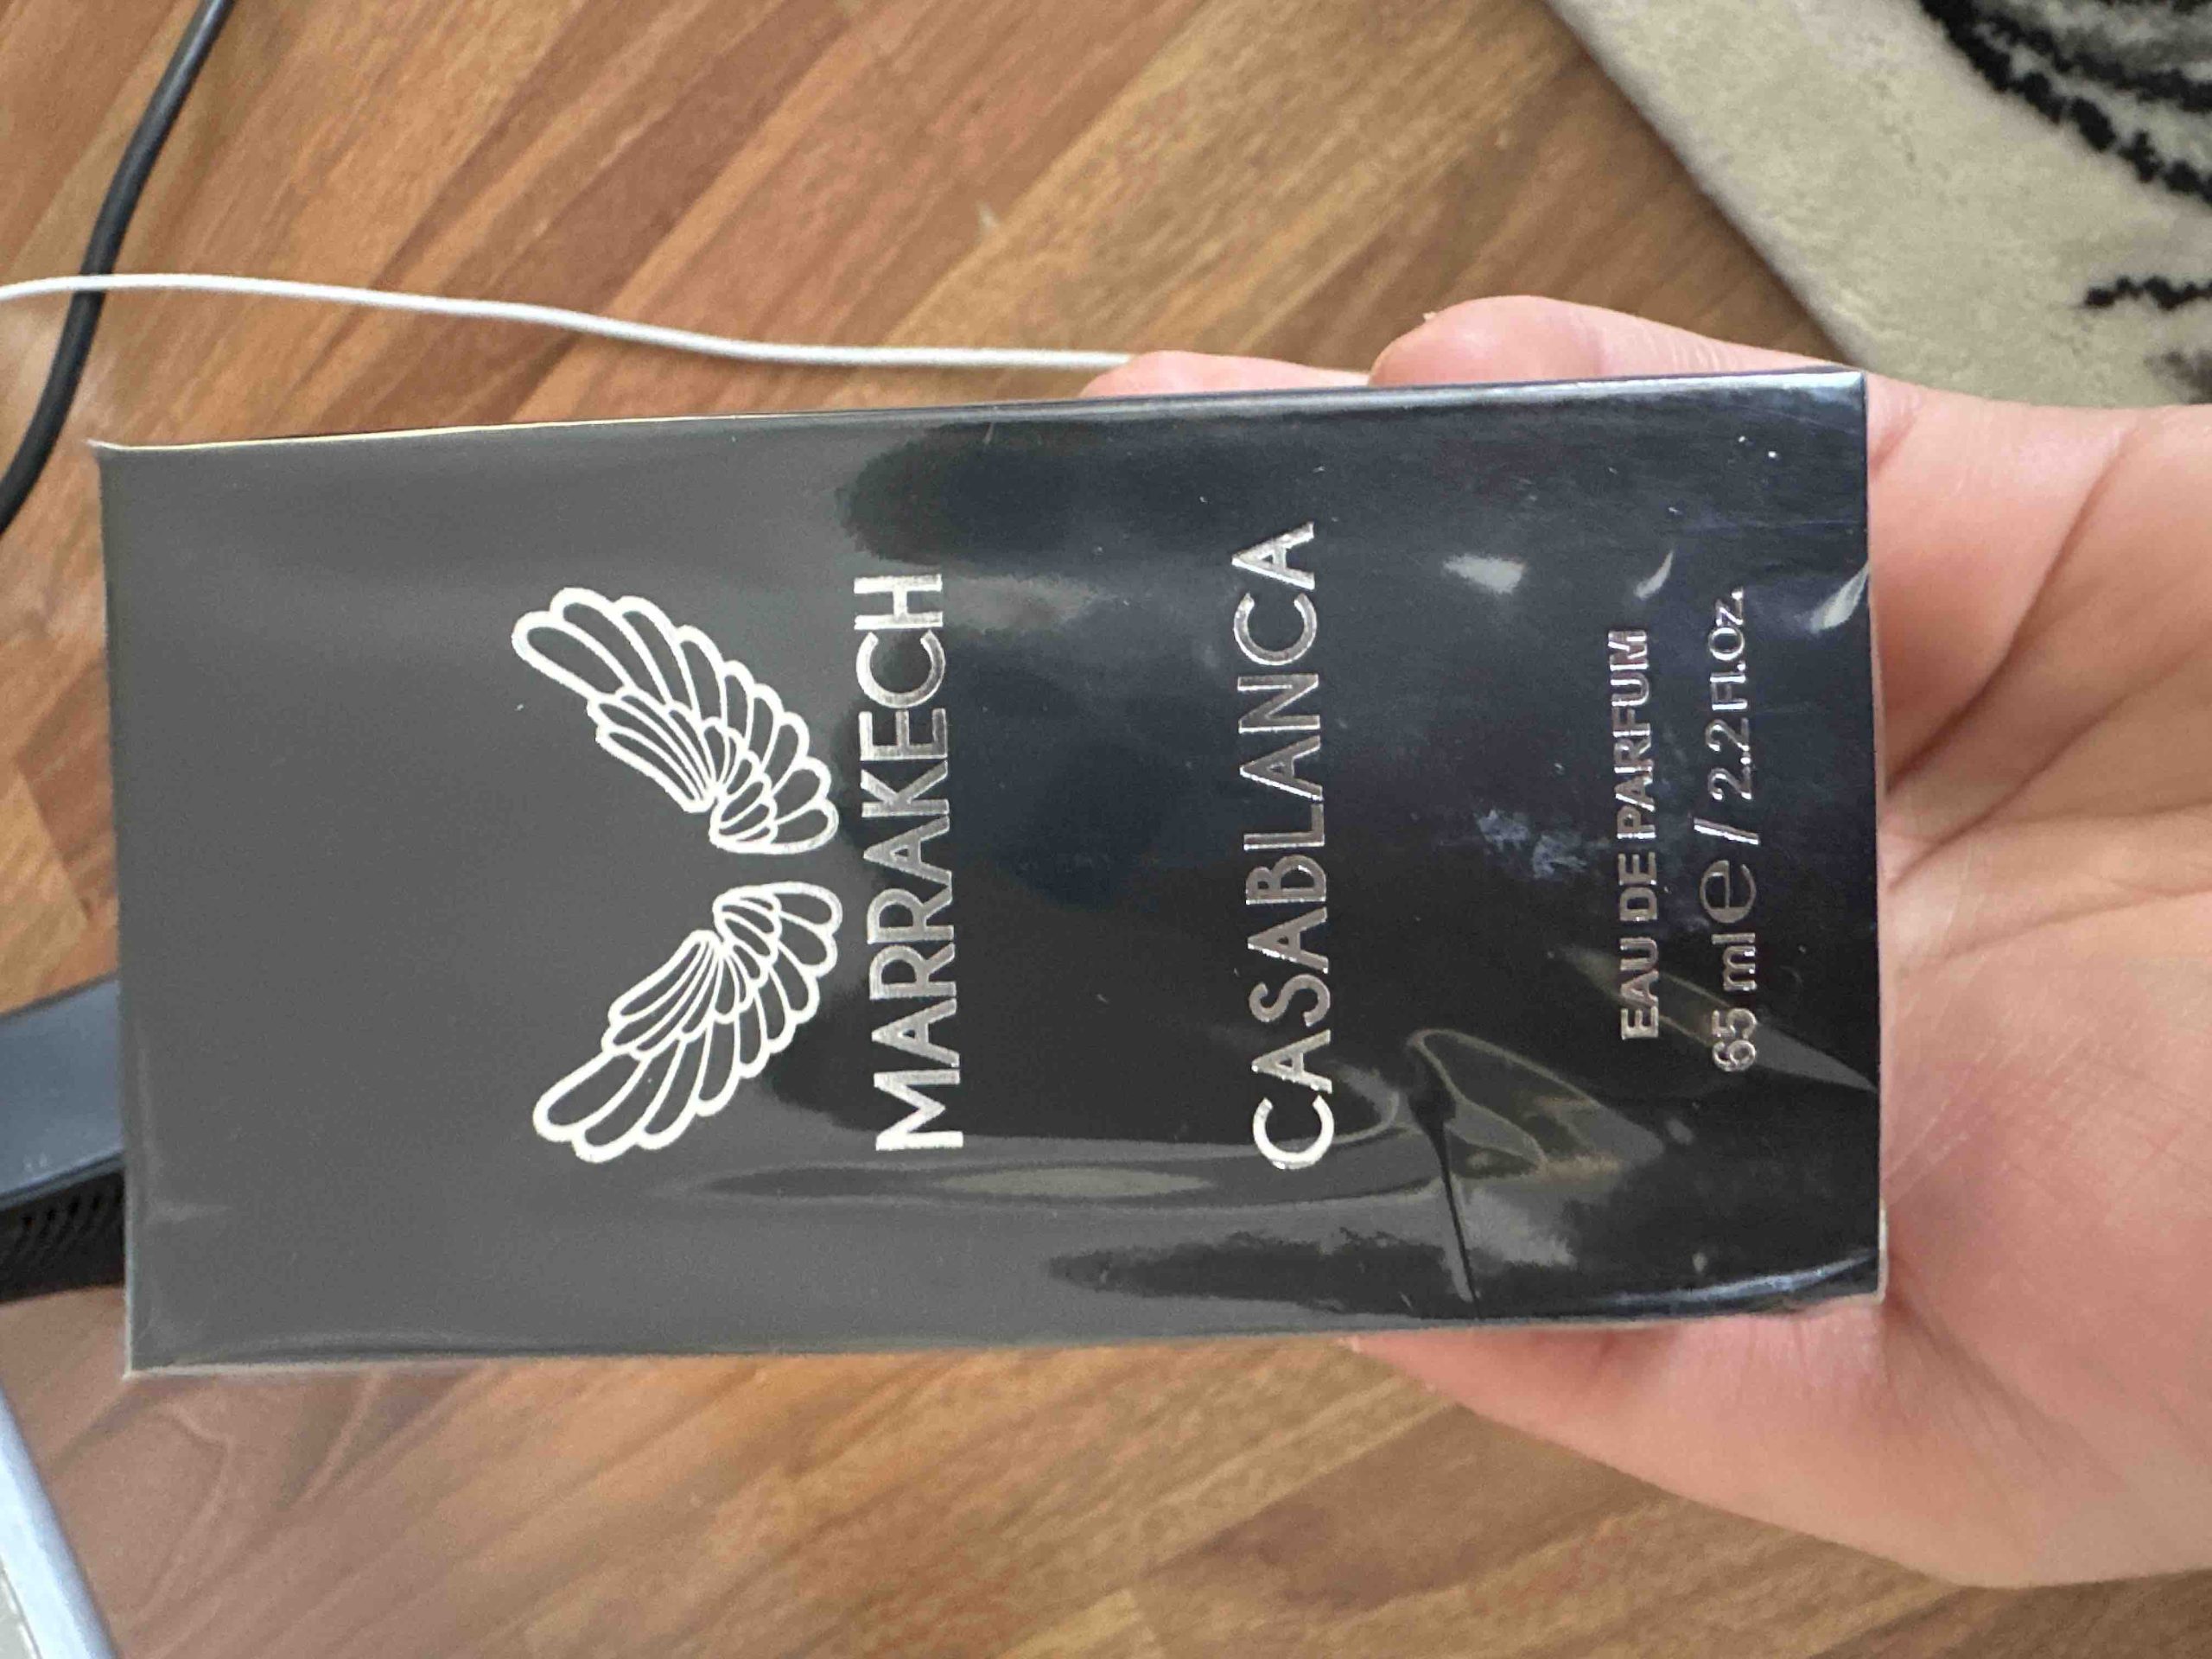 MARRAKECH
CASABLANCA
EAU DE PARFUM
65 ml e / 2.2 Fl.Oz.